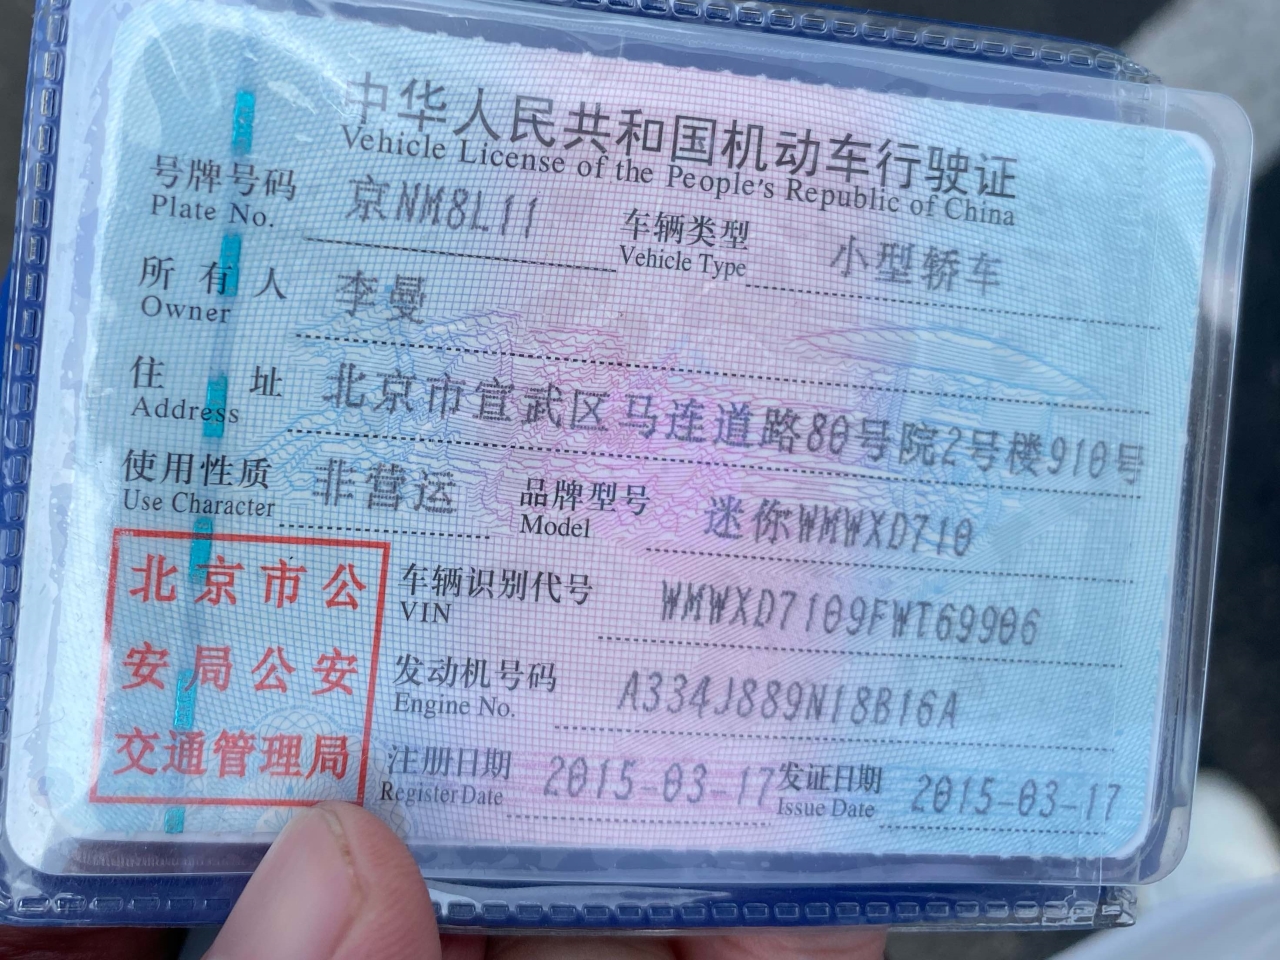 中华人民共和国机动车行驶证
Vehicle License of the People's Republic of China
号牌号码 京NM8L11 车辆类型 小型轿车
Plate No. Vehicle Type
所有人 李曼
Owner
住址 北京市宣武区马连道路80号院2号楼910号
Address
使用性质 非营运 品牌型号 迷你WMWXD710
Use Character Model
北京市公
安局公安
交通管理局
车辆识别代号 WMWXD7109FWT69906
VIN
发动机号码 A334J889N18B16A
Engine No.
注册日期 2015-03-17 发证日期 2015-03-17
Register Date Issue Date